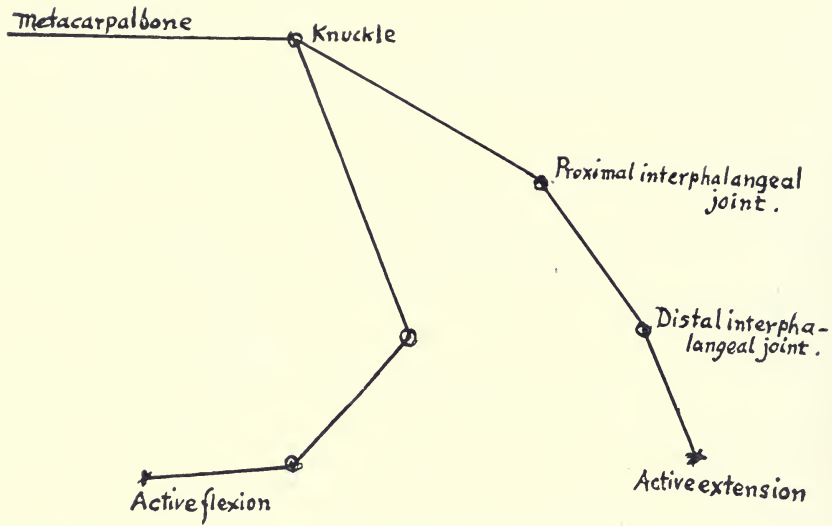 Metacarpalbone
Knuckle
Proximal interphalangeal
joint.
Distal interpha-
langeal joint.
Active flexion
Active extension